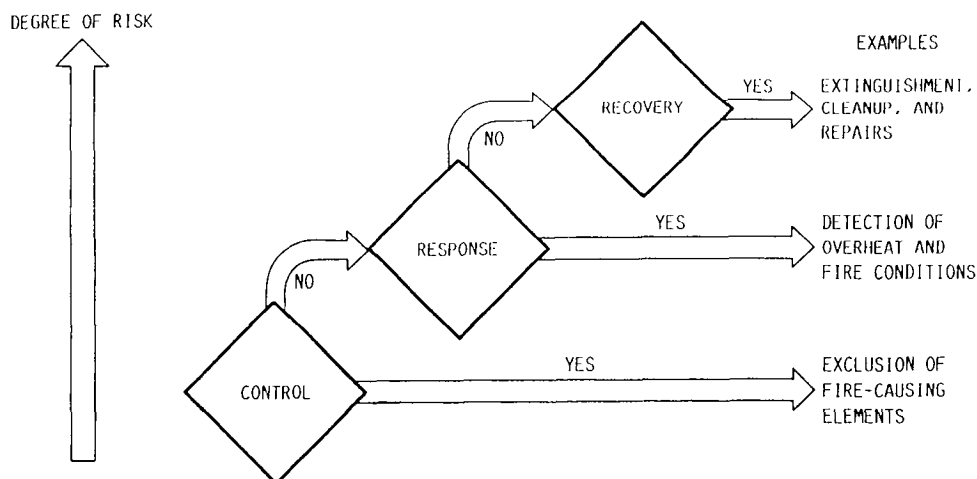 DEGREE OF RISK
EXAMPLES
RECOVERY
YES
EXTINGUISHMENT,
CLEANUP, AND
REPAIRS
NO
RESPONSE
YES
DETECTION OF
OVERHEAT AND
FIRE CONDITIONS
NO
CONTROL
YES
EXCLUSION OF
FIRE-CAUSING
ELEMENTS